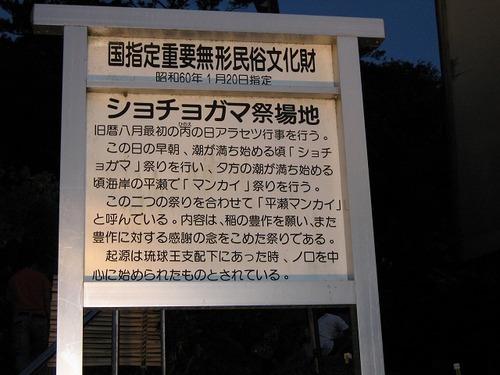 国指定重要無形民俗文化財
昭和60年1月20日指定
ショチョガマ祭場地
旧暦八月最初の丙の日アラセツ行事を行う。
ひのえ
この日の早朝、潮が満ち始める頃「ショチ
ョガマ」祭りを行い、夕方の潮が満ち始める
頃海岸の平瀬で「マンカイ」祭りを行う。
この二つの祭りを合わせて「平瀬マンカイ」
と呼んでいる。内容は、稲の豊作を願い、また
豊作に対する感謝の念をこめた祭りである。
起源は琉球王支配下にあった時、ノロを中
心に始められたものとされている。